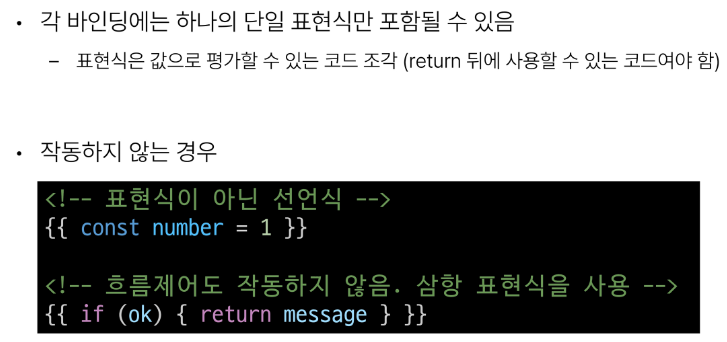 • 각 바인딩에는 하나의 단일 표현식만 포함될 수 있음
– 표현식은 값으로 평가할 수 있는 코드 조각 (return 뒤에 사용할 수 있는 코드여야 함)
• 작동하지 않는 경우
<!-- 표현식이 아닌 선언식 -->
{{ const number = 1 }}
<!-- 흐름제어도 작동하지 않음. 삼항 표현식을 사용 -->
{{ if (ok) { return message } }}